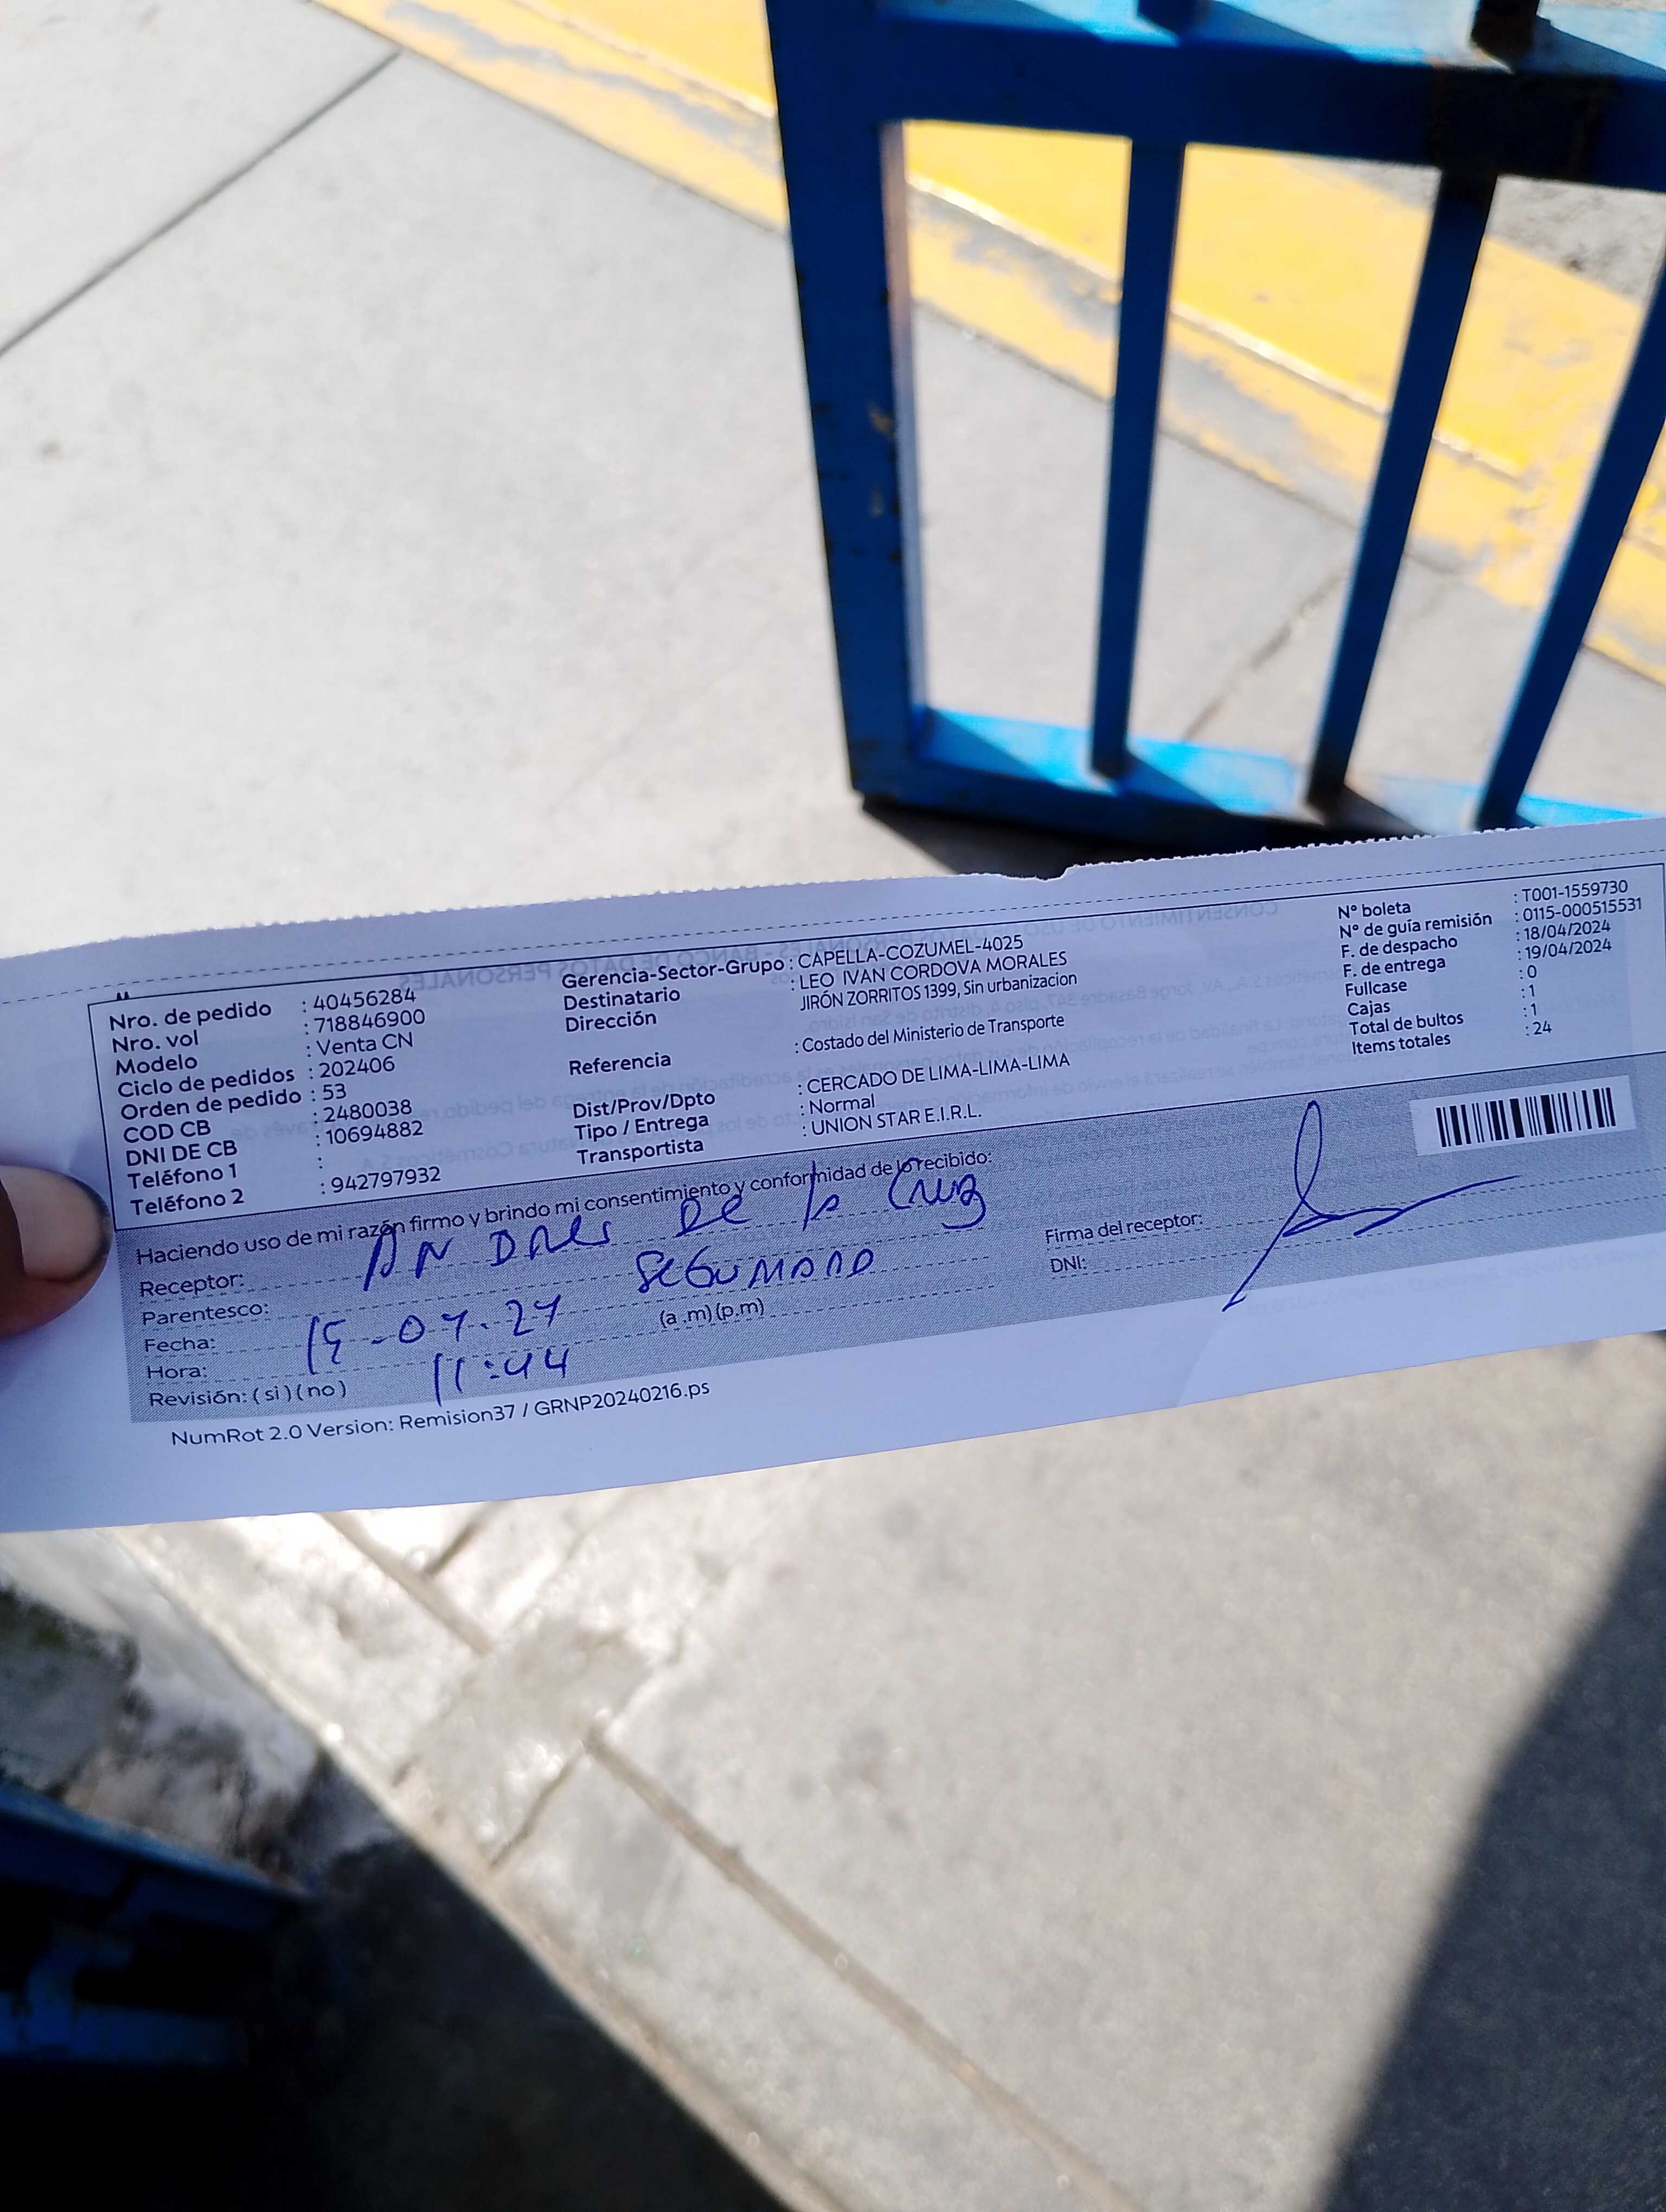 Nro. de pedido : 40456284
Nro. vol : 718846900
Modelo : Venta CN
Ciclo de pedidos : 202406
Orden de pedido : 53
COD CB : 2480038
DNI DE CB : 10694882
Teléfono 1 :
Teléfono 2 : 942797932
Gerencia-Sector-Grupo : CAPELLA-COZUMEL-4025
Destinatario : LEO IVAN CORDOVA MORALES
Dirección JIRÓN ZORRITOS 1399, Sin urbanizacion
Referencia : Costado del Ministerio de Transporte
Dist/Prov/Dpto : CERCADO DE LIMA-LIMA-LIMA
Tipo / Entrega : Normal
Transportista : UNION STAR E.I.R.L.
N° boleta : T001-1559730
N° de guía remisión : 0115-000515531
F. de despacho : 18/04/2024
F. de entrega : 19/04/2024
Fullcase : 0
Cajas : 1
Total de bultos : 1
Items totales : 24
Haciendo uso de mi razón firmo y brindo mi consentimiento y conformidad de lo recibido:
Receptor: ANDRES De la Cruz
Parentesco: SEGURIDAD
Fecha: 19-04-24
Hora: 11:44 (a.m)(p.m)
Revisión: (si)(no)
Firma del receptor:
DNI:
NumRot 2.0 Version: Remision37 / GRNP20240216.ps